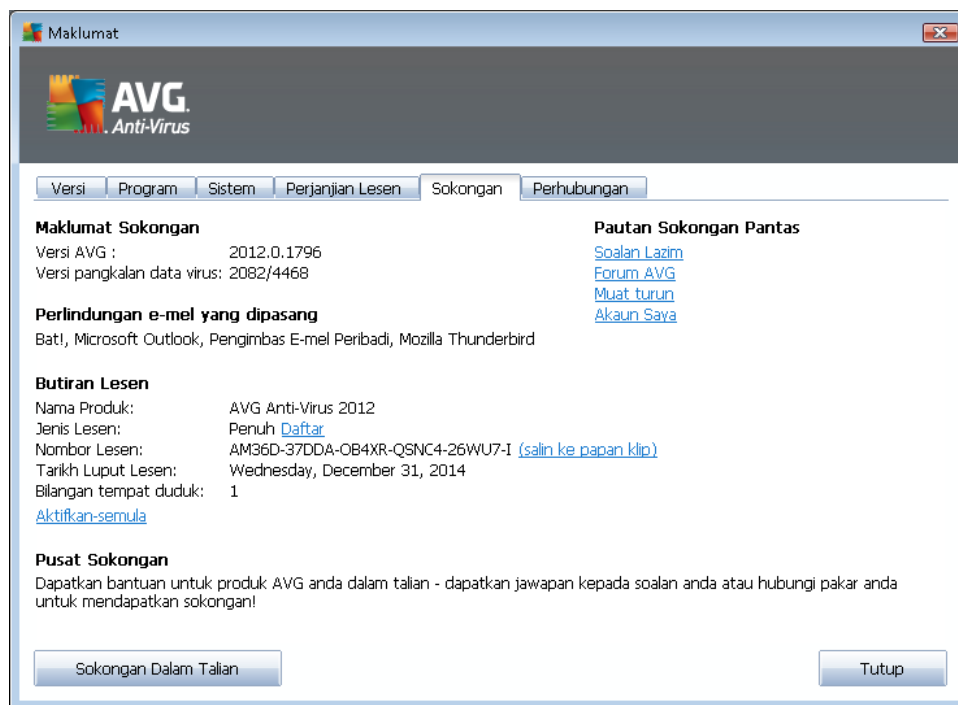 Maklumat
AVG.
Anti-Virus
Versi
Program
Sistem
Perjanjian Lesen
Sokongan
Perhubungan
Maklumat Sokongan
Versi AVG : 2012.0.1796
Versi pangkalan data virus: 2082/4468
Perlindungan e-mel yang dipasang
Bat!, Microsoft Outlook, Pengimbas E-mel Peribadi, Mozilla Thunderbird
Butiran Lesen
Nama Produk: AVG Anti-Virus 2012
Jenis Lesen: Penuh Daftar
Nombor Lesen: AM36D-37DDA-OB4XR-QSNC4-26WU7-I (salin ke papan klip)
Tarikh Luput Lesen: Wednesday, December 31, 2014
Bilangan tempat duduk: 1
Aktifkan-semula
Pautan Sokongan Pantas
Soalan Lazim
Forum AVG
Muat turun
Akaun Saya
Pusat Sokongan
Dapatkan bantuan untuk produk AVG anda dalam talian - dapatkan jawapan kepada soalan anda atau hubungi pakar anda
untuk mendapatkan sokongan!
Sokongan Dalam Talian
Tutup